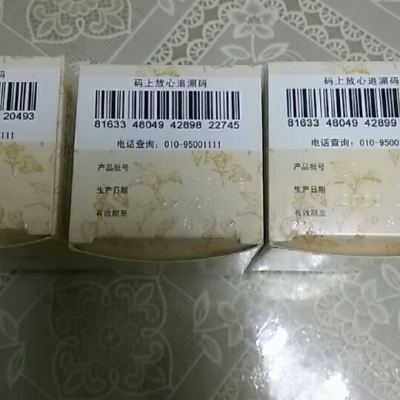 码
20493
1111
码上放心追溯码
81633 48049 42898 22745
电话查询：010-95001111
产品批号
生产日期
有效期至
码上放心追溯
81633 48049 42899
电话查询：010-9500
产品批号
生产日期
有效期至